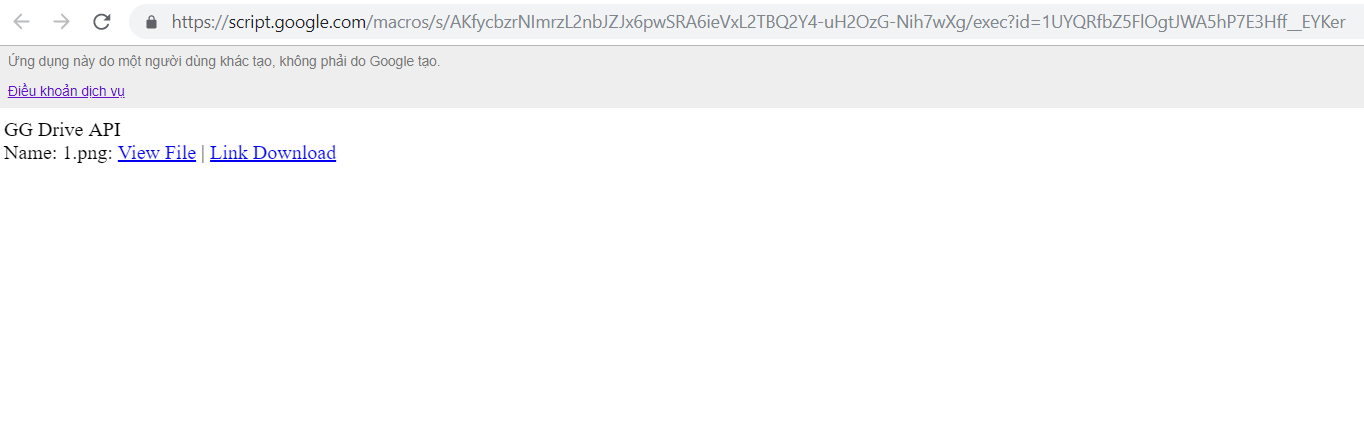 https://script.google.com/macros/s/AKfycbzrNImrzL2nbJZJx6pwSRA6ieVxL2TBQ2Y4-uH2OzG-Nih7wXg/exec?id=1UYQRfbZ5FlOgtJWA5hP7E3Hff__EYKer
Ứng dụng này do một người dùng khác tạo, không phải do Google tạo.
Điều khoản dịch vụ
GG Drive API
Name: 1.png: View File | Link Download